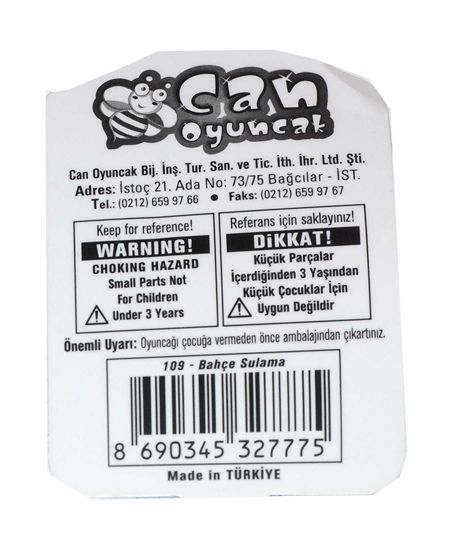 Can
Oyuncak
Can Oyuncak Bij. İnş. Tur. San. ve Tic. İth. İhr. Ltd. Şti.
Adres: İstoç 21. Ada No: 73/75 Bağcılar - İST.
Tel.: (0212) 659 97 66 • Faks: (0212) 659 97 67
Keep for reference!
WARNING!
CHOKING HAZARD
Small Parts Not
For Children
Under 3 Years
Referans için saklayınız!
DİKKAT!
Küçük Parçalar
İçerdiğinden 3 Yaşından
Küçük Çocuklar İçin
Uygun Değildir
Önemli Uyarı: Oyuncağı çocuğa vermeden önce ambalajından çıkartınız.
109 - Bahçe Sulama
8 690345 327775
Made in TÜRKİYE